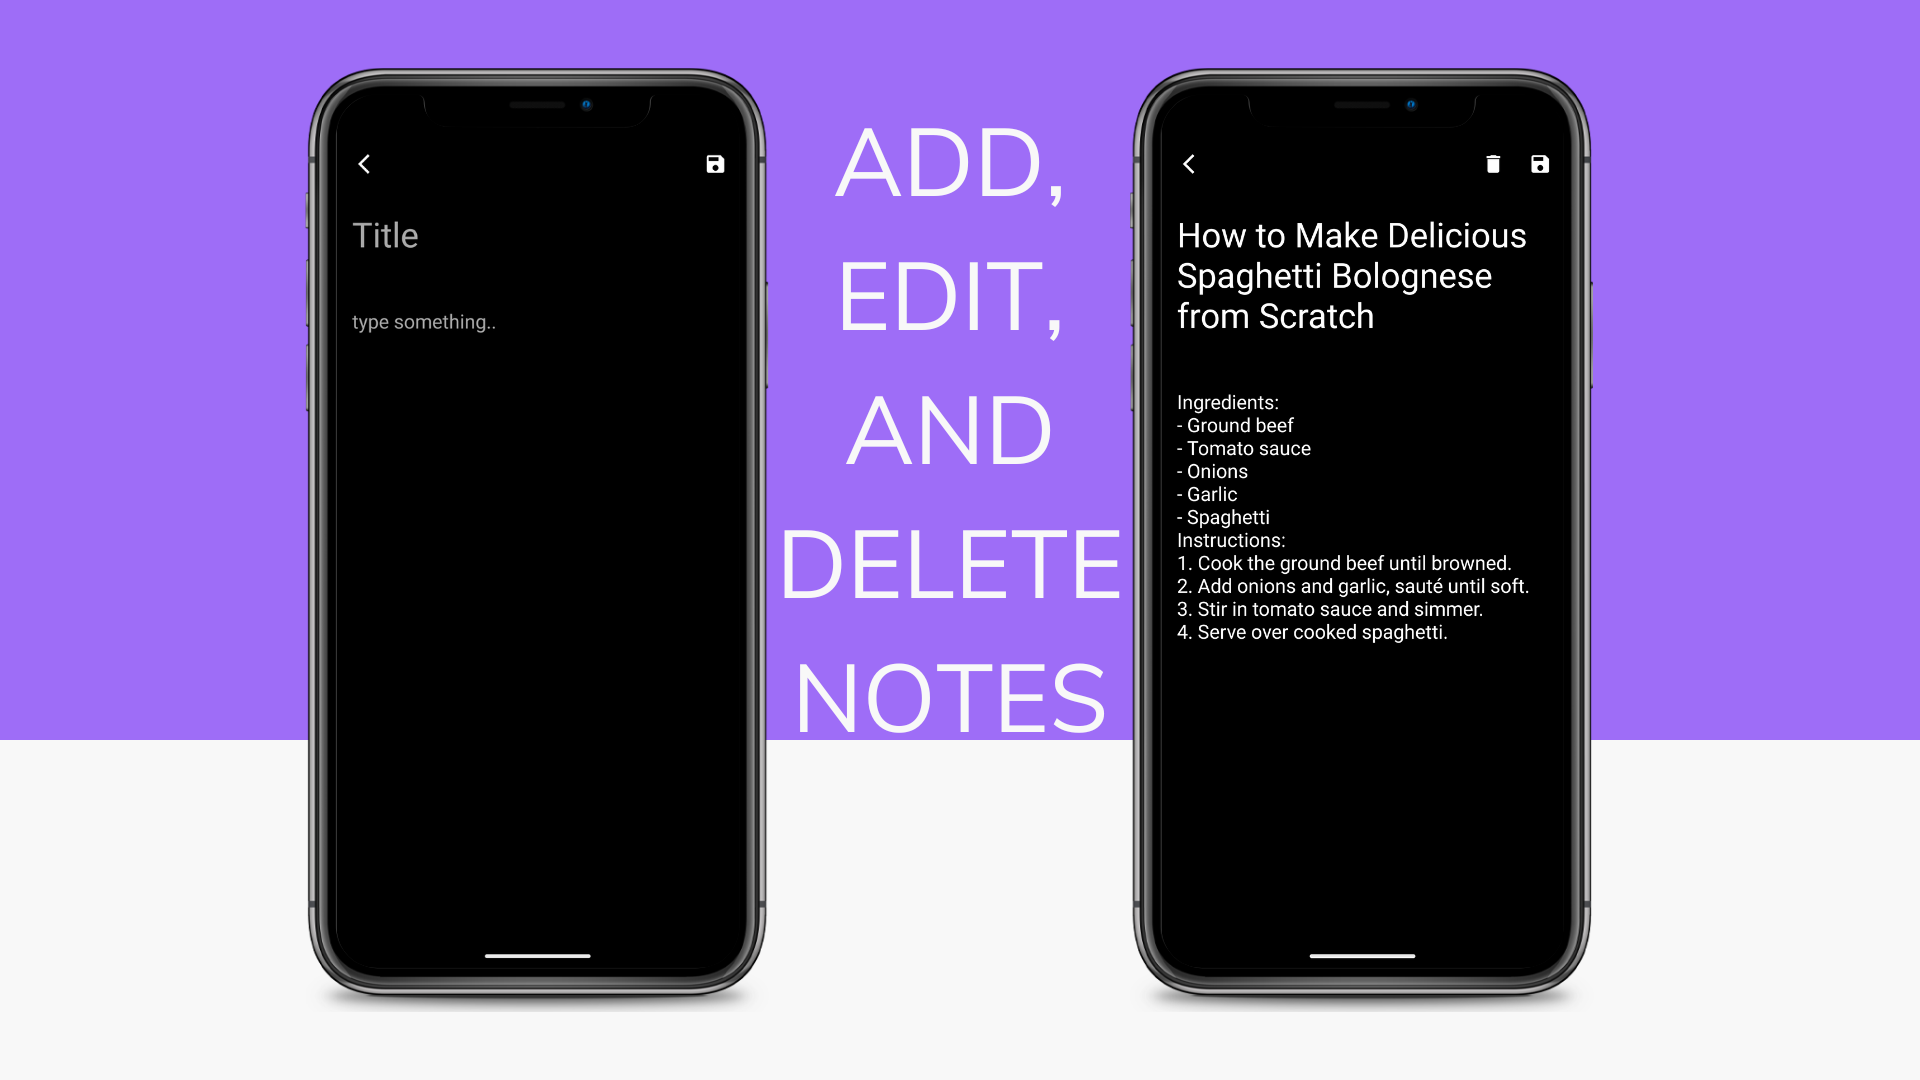 Title
type something..
ADD,
EDIT,
AND
DELETE
NOTES
How to Make Delicious
Spaghetti Bolognese
from Scratch
Ingredients:
- Ground beef
- Tomato sauce
- Onions
- Garlic
- Spaghetti
Instructions:
1. Cook the ground beef until browned.
2. Add onions and garlic, sauté until soft.
3. Stir in tomato sauce and simmer.
4. Serve over cooked spaghetti.